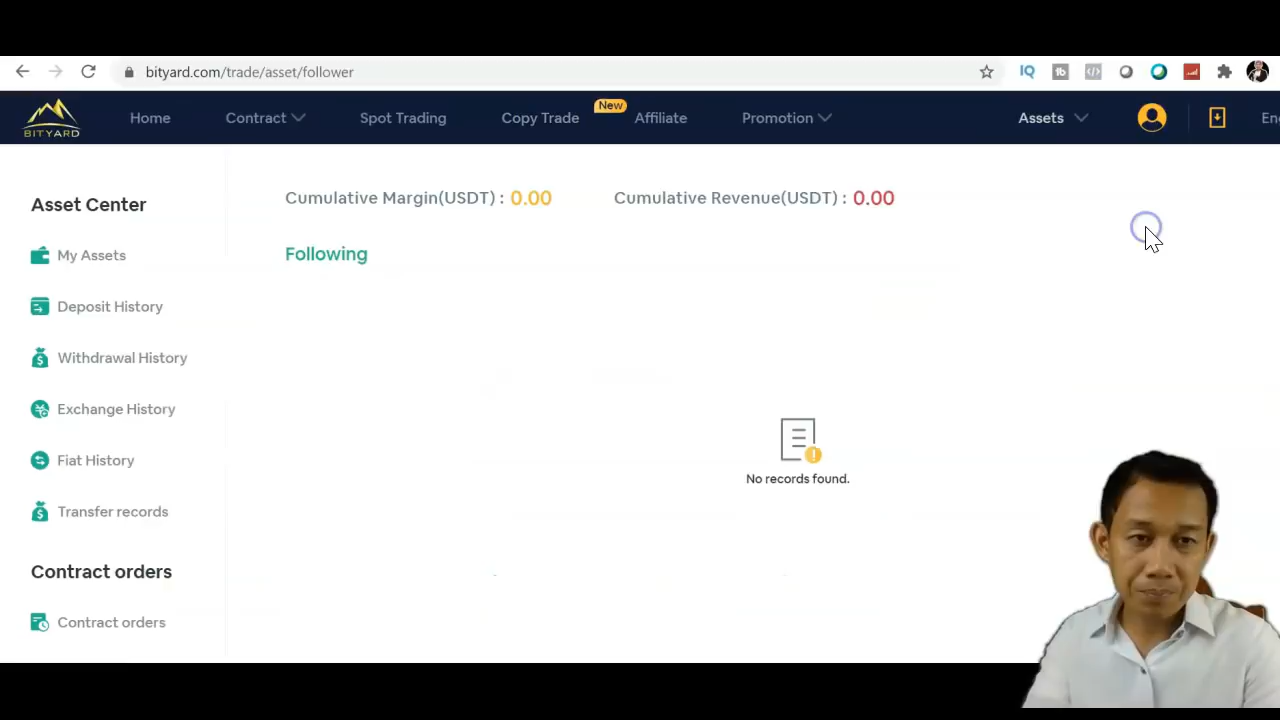 bityard.com/trade/asset/follower
IQ
tb
BITYARD
Home
Contract
Spot Trading
Copy Trade
New
Affiliate
Promotion
Assets
En
Asset Center
My Assets
Deposit History
Withdrawal History
Exchange History
Fiat History
Transfer records
Contract orders
Contract orders
Cumulative Margin(USDT) : 0.00
Cumulative Revenue(USDT) : 0.00
Following
No records found.